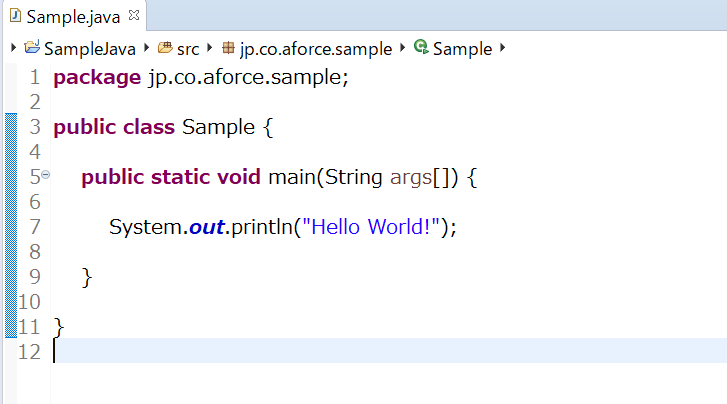 Sample.java
SampleJava src jp.co.aforce.sample Sample
1 package jp.co.aforce.sample;
2
3 public class Sample {
4
5 public static void main(String args[]) {
6
7 System.out.println("Hello World!");
8
9 }
10
11 }
12